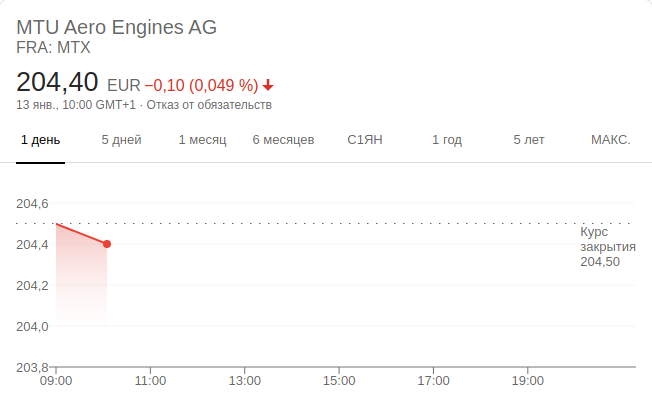 MTU Aero Engines AG
FRA: MTX
204,40 EUR −0,10 (0,049 %)
13 янв., 10:00 GMT+1 · Отказ от обязательств
1 день 5 дней 1 месяц 6 месяцев С1ЯН 1 год 5 лет МАКС.
204,6
Курс
закрытия
204,50
204,4
204,2
204,0
203,8
09:00 11:00 13:00 15:00 17:00 19:00